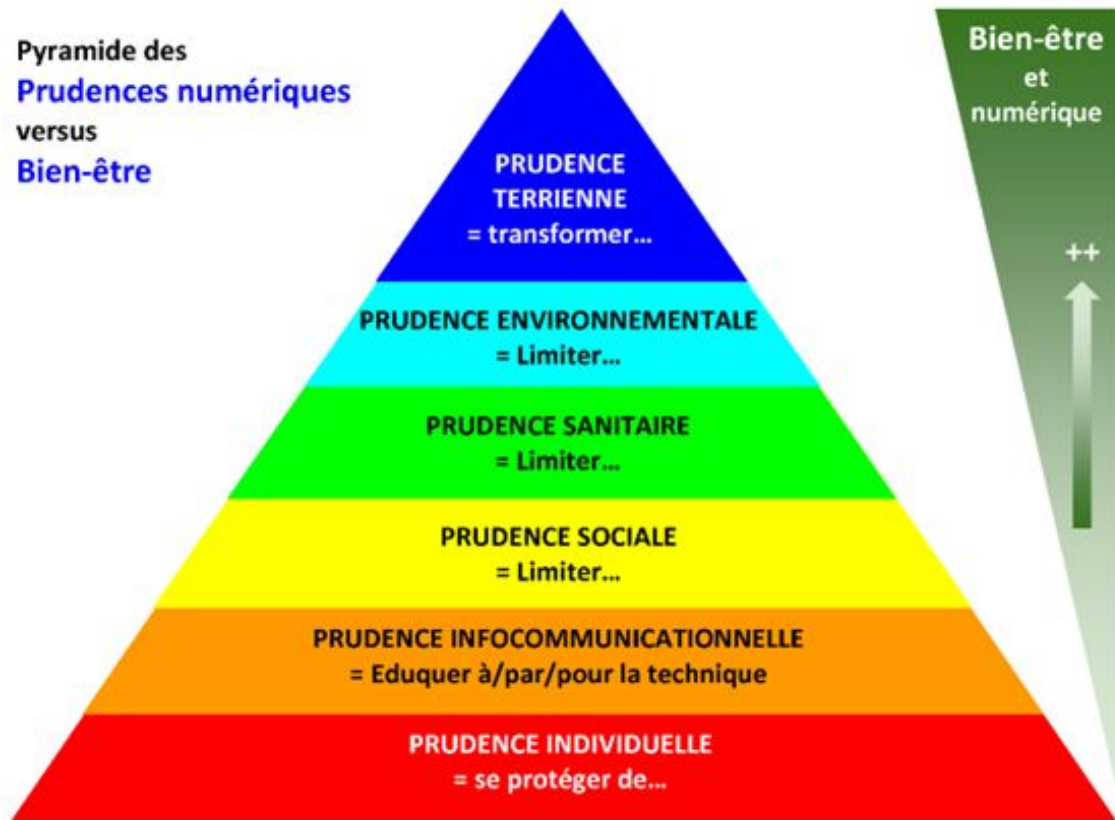 Pyramide des
Prudences numériques
versus
Bien-être
Bien-être
et
numérique
++
PRUDENCE
TERRIENNE
= transformer...
PRUDENCE ENVIRONNEMENTALE
= Limiter...
PRUDENCE SANITAIRE
= Limiter...
PRUDENCE SOCIALE
= Limiter...
PRUDENCE INFOCOMMUNICATIONNELLE
= Eduquer à/par/pour la technique
PRUDENCE INDIVIDUELLE
= se protéger de...